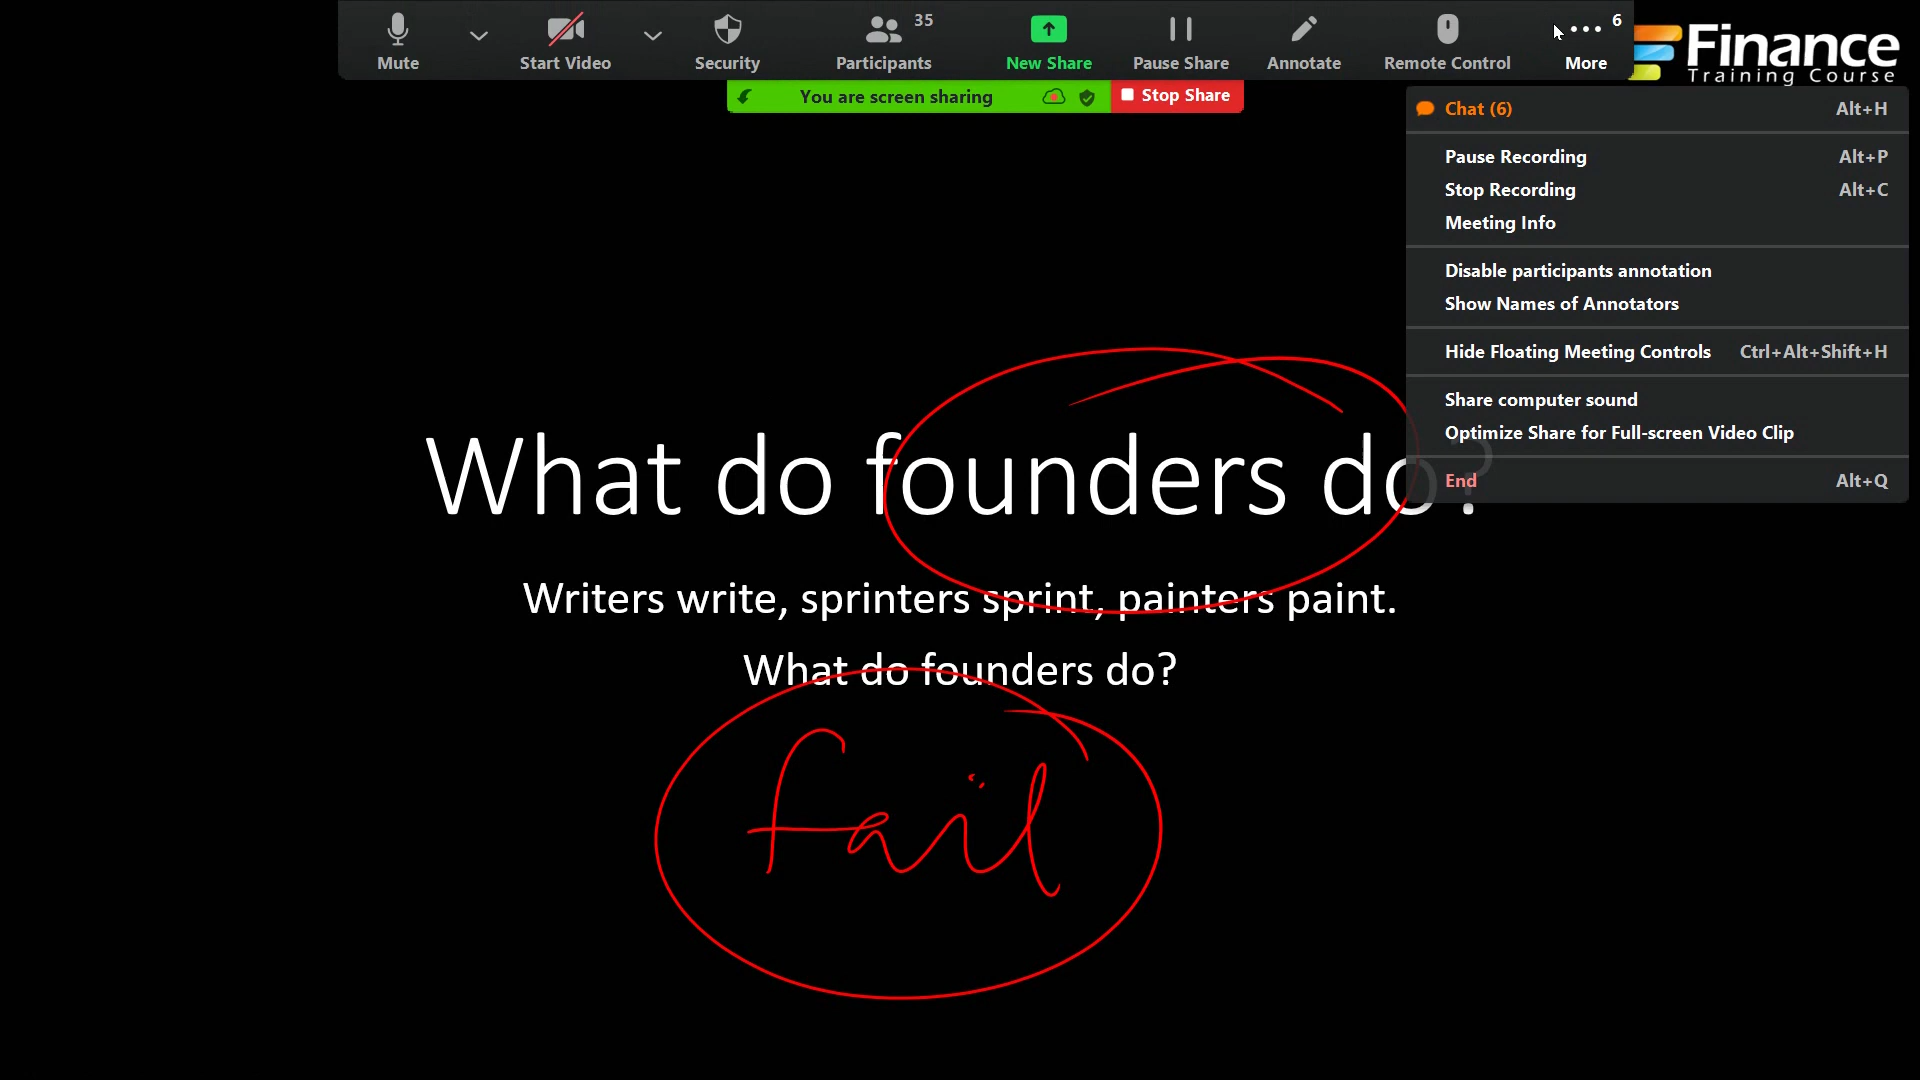 35
6
Mute
Start Video
Security
Participants
New Share
Pause Share
Annotate
Remote Control
More
Finance
Training Course
You are screen sharing
Stop Share
Chat (6) Alt+H
Pause Recording Alt+P
Stop Recording Alt+C
Meeting Info
Disable participants annotation
Show Names of Annotators
Hide Floating Meeting Controls Ctrl+Alt+Shift+H
Share computer sound
Optimize Share for Full-screen Video Clip
End Alt+Q
What do founders do?
Writers write, sprinters sprint, painters paint.
What do founders do?
fail